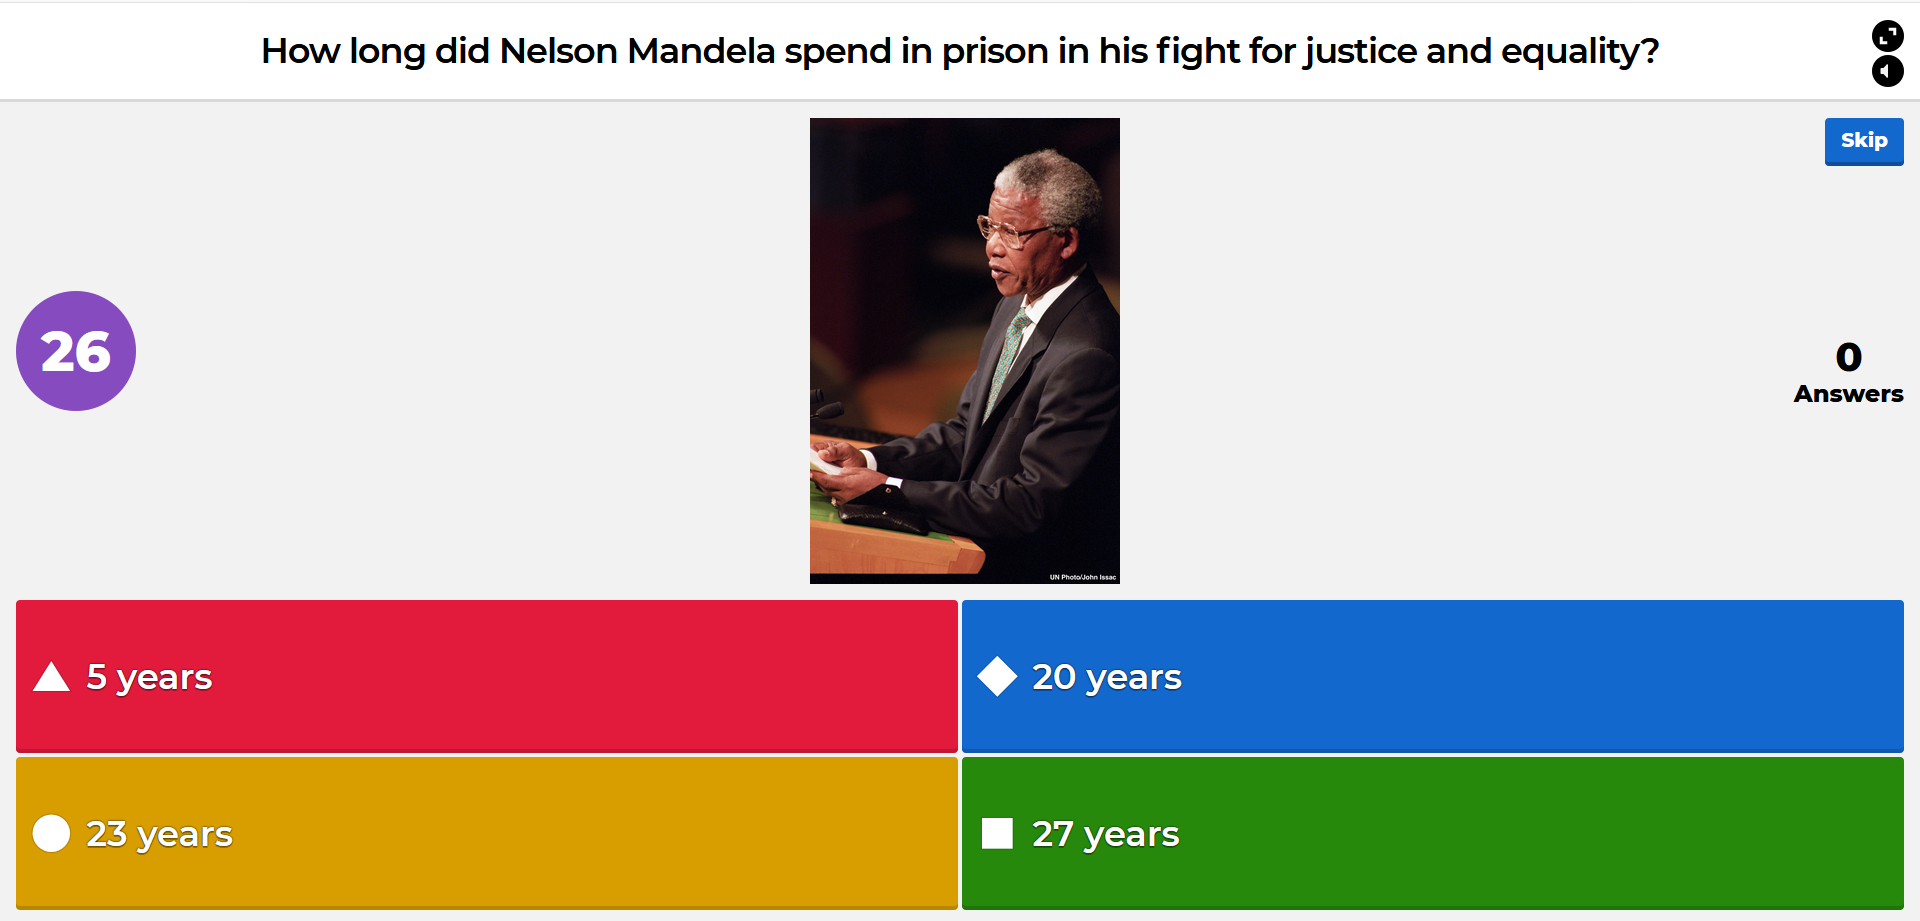 How long did Nelson Mandela spend in prison in his fight for justice and equality?
Skip
26
0
Answers
UN Photo/John Issac
5 years
20 years
23 years
27 years